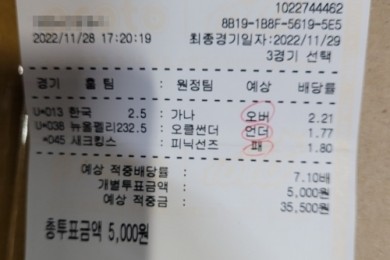 1022744462
8B19-1B8F-5619-5E5
2022/11/28 17:20:19 최종경기일자:2022/11/29
3경기 선택
경기 홈팀 : 원정팀 예상 배당률
U*013 한국 2.5 : 가나 오버 2.21
U*038 뉴올펠리232.5 : 오클썬더 언더 1.77
*045 새크킹스 : 피닉선즈 패 1.80
예상 적중배당률 : 7.10배
개별투표금액 : 5,000원
예상 적중금 : 35,500원
총투표금액 5,000원